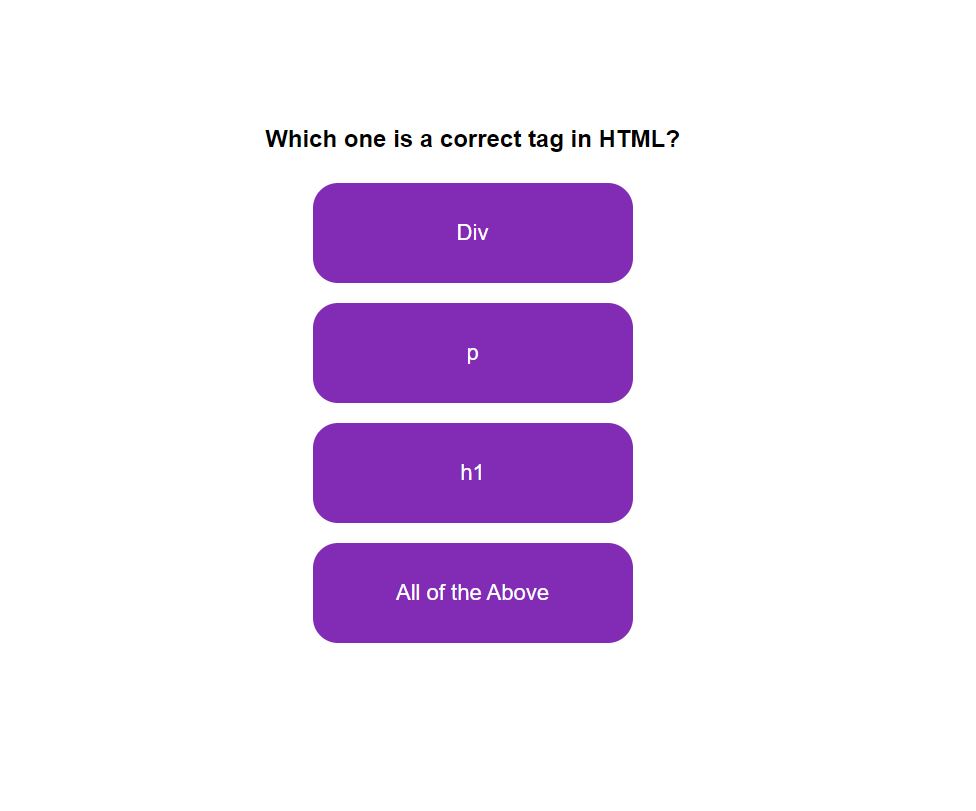 Which one is a correct tag in HTML?
Div
p
h1
All of the Above